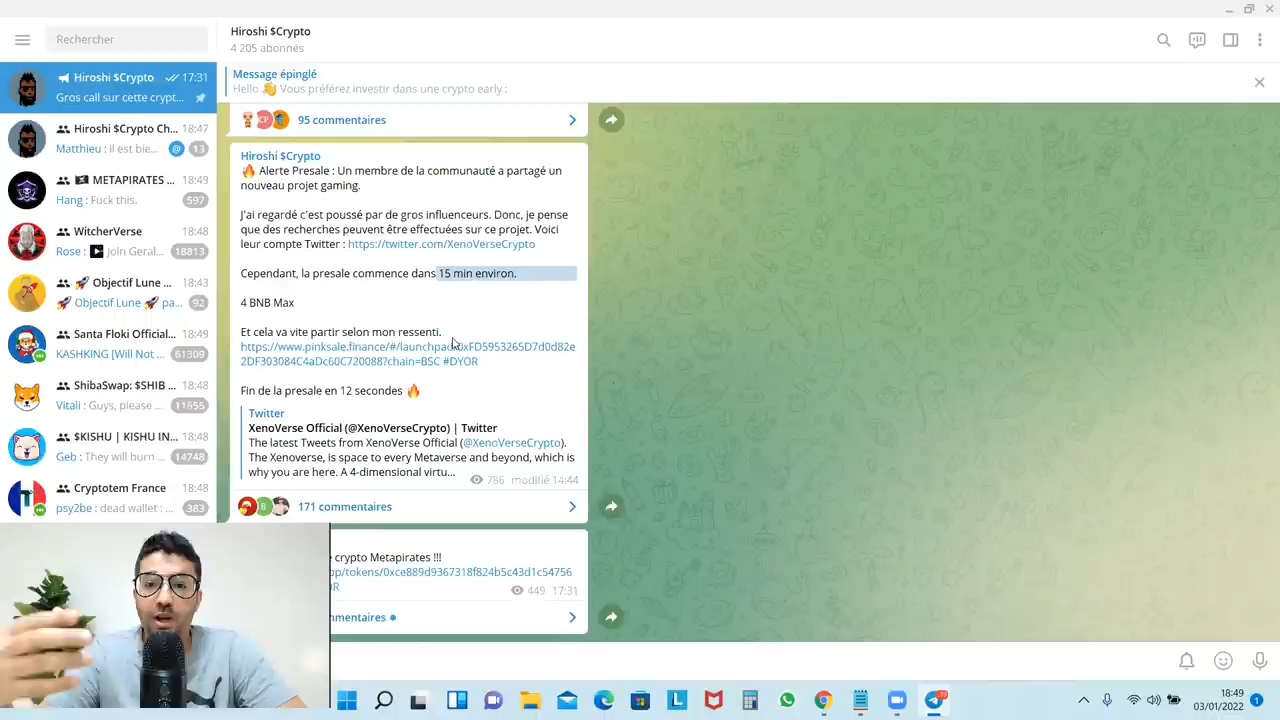 Rechercher
Hiroshi $Crypto
17:31
Gros call sur cette crypt...
Hiroshi $Crypto Ch...
18:47
Matthieu : il est bie...
@
13
METAPIRATES ...
18:49
Hang : Fuck this.
597
WitcherVerse
18:48
Rose : Join Geral...
18813
Objectif Lune ...
18:43
Objectif Lune 🚀 pa...
92
Santa Floki Official...
18:49
KASHKING [Will Not ...
61309
ShibaSwap: $SHIB ...
18:48
Vitali : Guys, please ...
11855
$KISHU | KISHU IN...
18:48
Geb : They will burn ...
14748
Cryptotem France
18:48
psy2be : dead wallet : ...
383
Hiroshi $Crypto
4 205 abonnés
Message épinglé
Hello 👋 Vous préférez investir dans une crypto early :
CP
95 commentaires
Hiroshi $Crypto
🔥 Alerte Presale : Un membre de la communauté a partagé un
nouveau projet gaming.
J'ai regardé c'est poussé par de gros influenceurs. Donc, je pense
que des recherches peuvent être effectuées sur ce projet. Voici
leur compte Twitter : https://twitter.com/XenoVerseCrypto
Cependant, la presale commence dans 15 min environ.
4 BNB Max
Et cela va vite partir selon mon ressenti.
https://www.pinksale.finance/#/launchpad/0xFD5953265D7d0d82e
2DF303084C4aDc60C720088?chain=BSC #DYOR
Fin de la presale en 12 secondes 🔥
Twitter
XenoVerse Official (@XenoVerseCrypto) | Twitter
The latest Tweets from XenoVerse Official (@XenoVerseCrypto).
The Xenoverse, is space to every Metaverse and beyond, which is
why you are here. A 4-dimensional virtu...
786 modifié 14:44
B
171 commentaires
e crypto Metapirates !!!
op/tokens/0xce889d9367318f824b5c43d1c54756
OR
449 17:31
mmentaires
18:49
03/01/2022